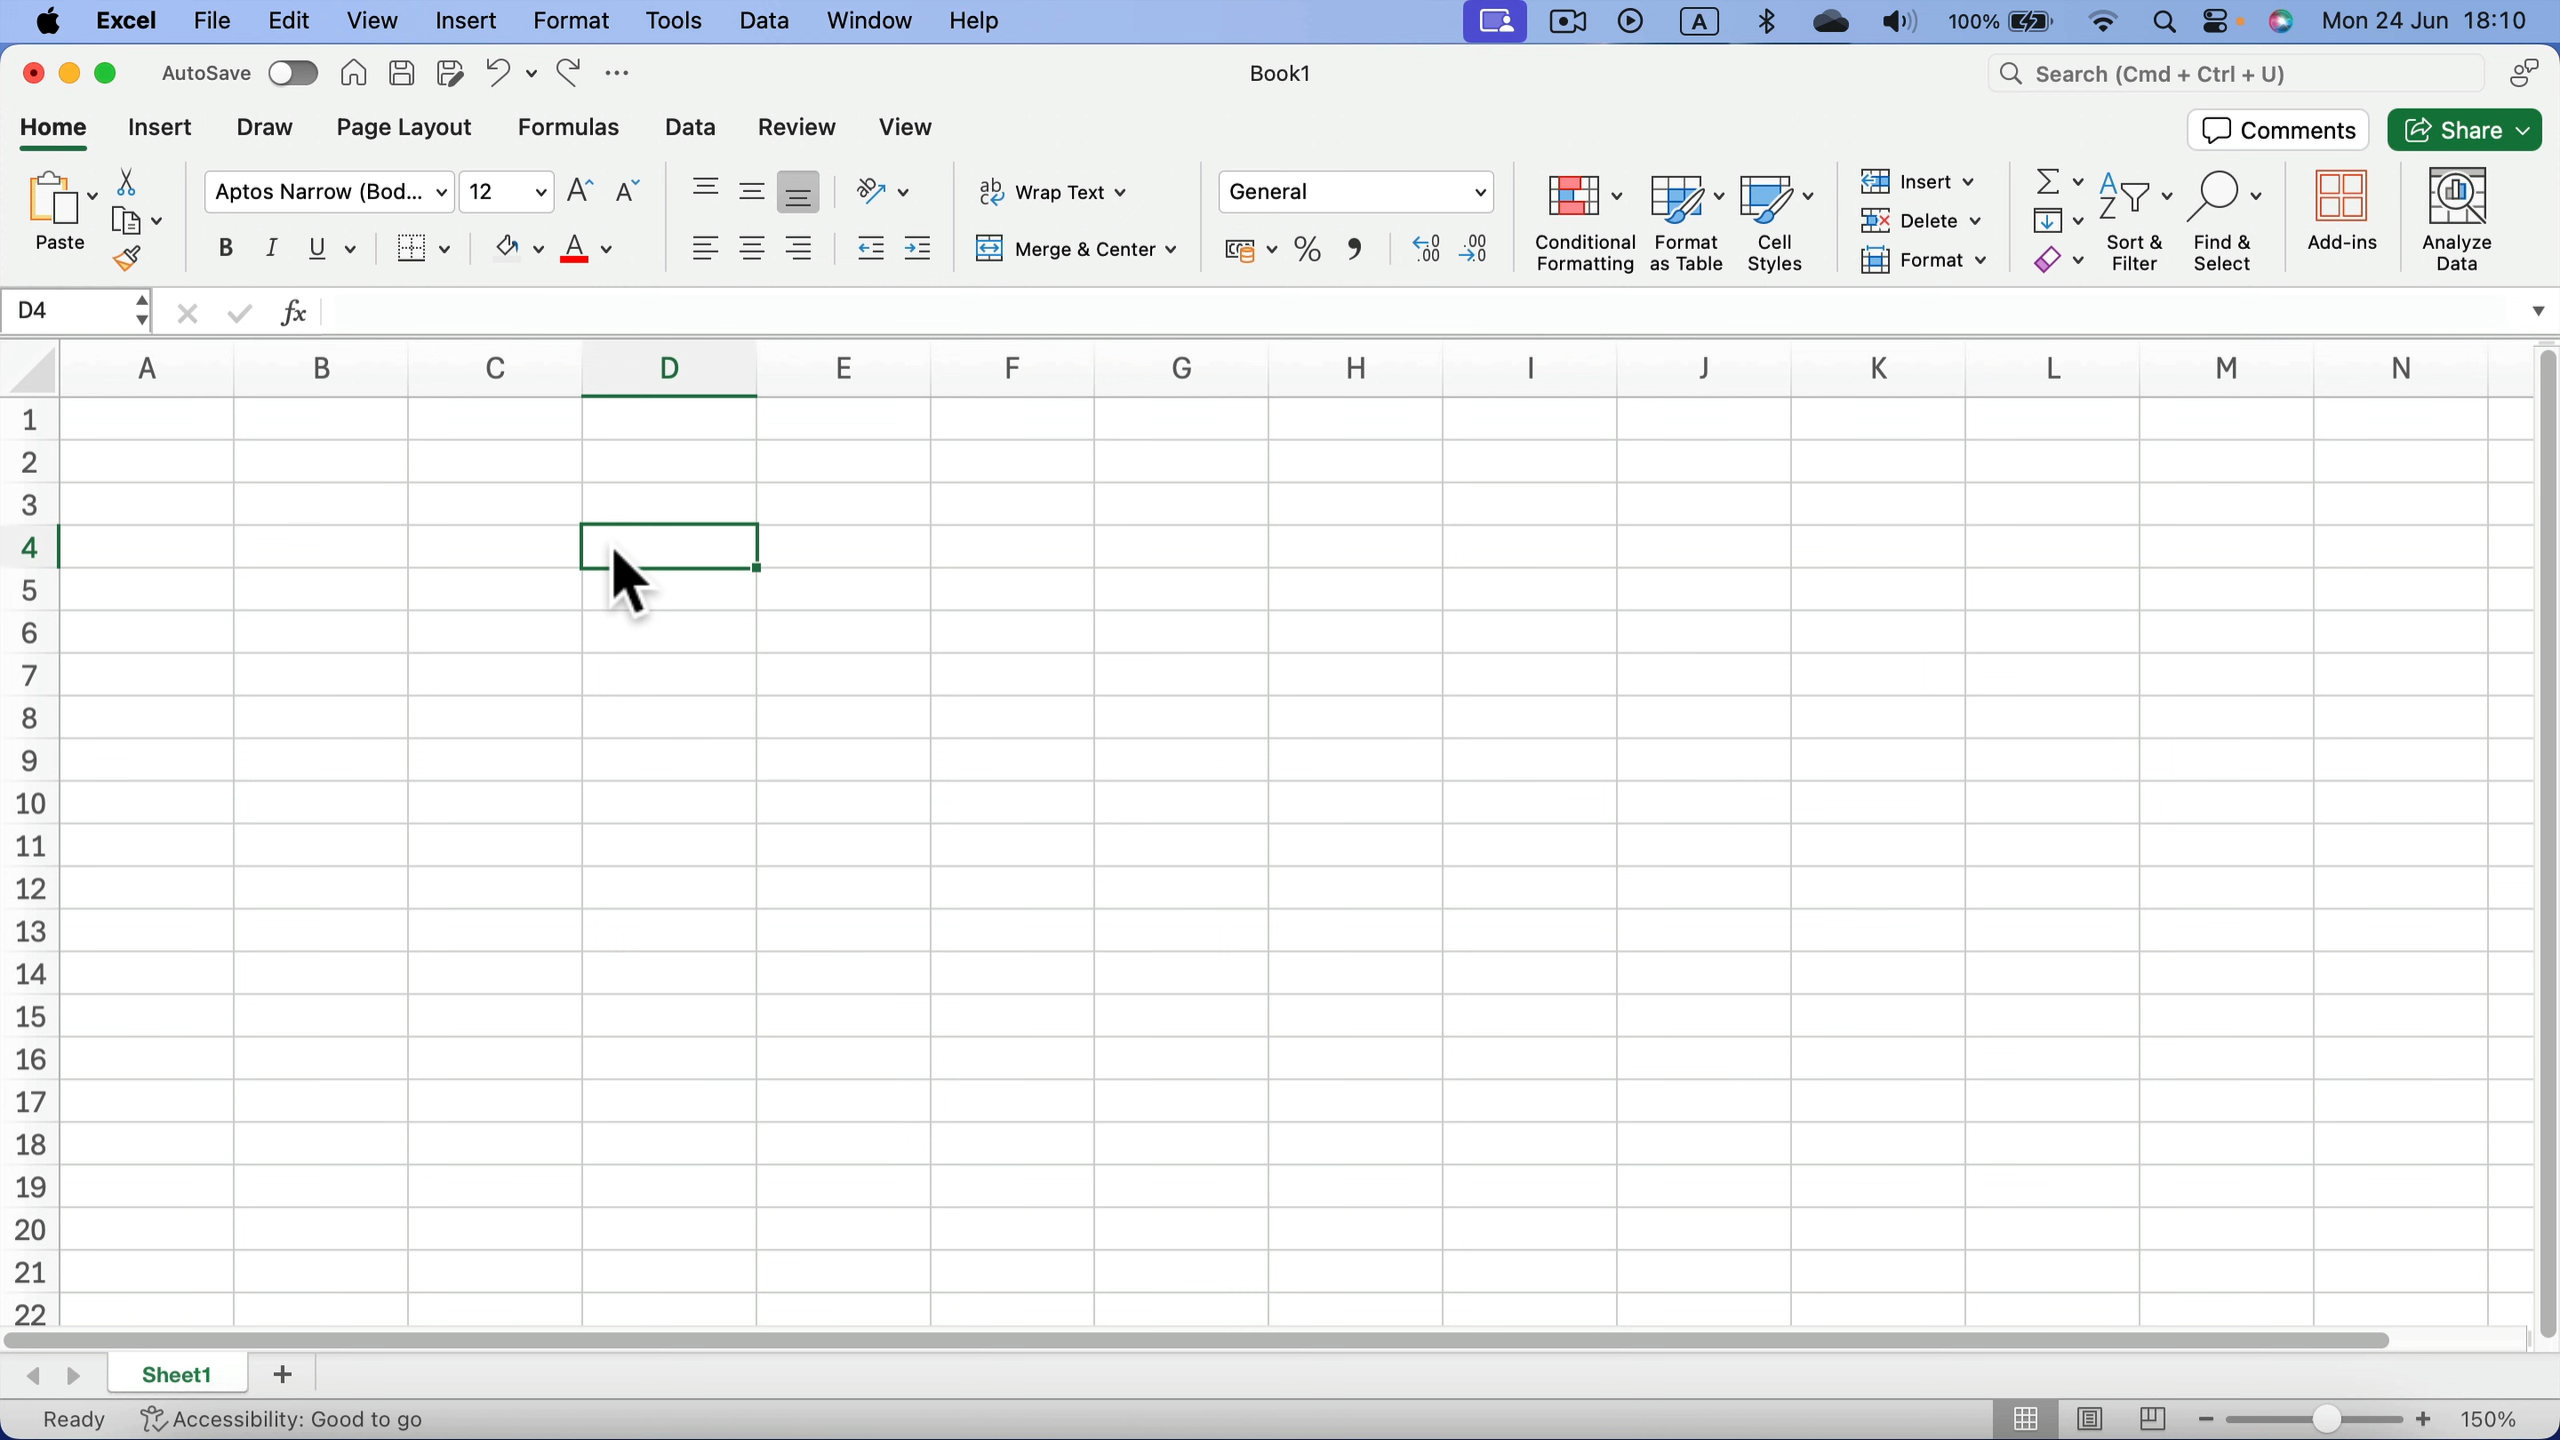 Excel File Edit View Insert Format Tools Data Window Help A 100% Mon 24 Jun 18:10
AutoSave Book1 Search (Cmd + Ctrl + U)
Home Insert Draw Page Layout Formulas Data Review View Comments Share
Paste Aptos Narrow (Bod... 12 A A ab Wrap Text General Conditional Formatting Format as Table Cell Styles Insert Σ A Z Sort & Filter Find & Select Add-ins Analyze Data
B I U A ab c Merge & Center % , .00 .0 Delete
Format
D4 fx
A B C D E F G H I J K L M N
1
2
3
4
5
6
7
8
9
10
11
12
13
14
15
16
17
18
19
20
21
22
Sheet1 +
Ready Accessibility: Good to go − + 150%